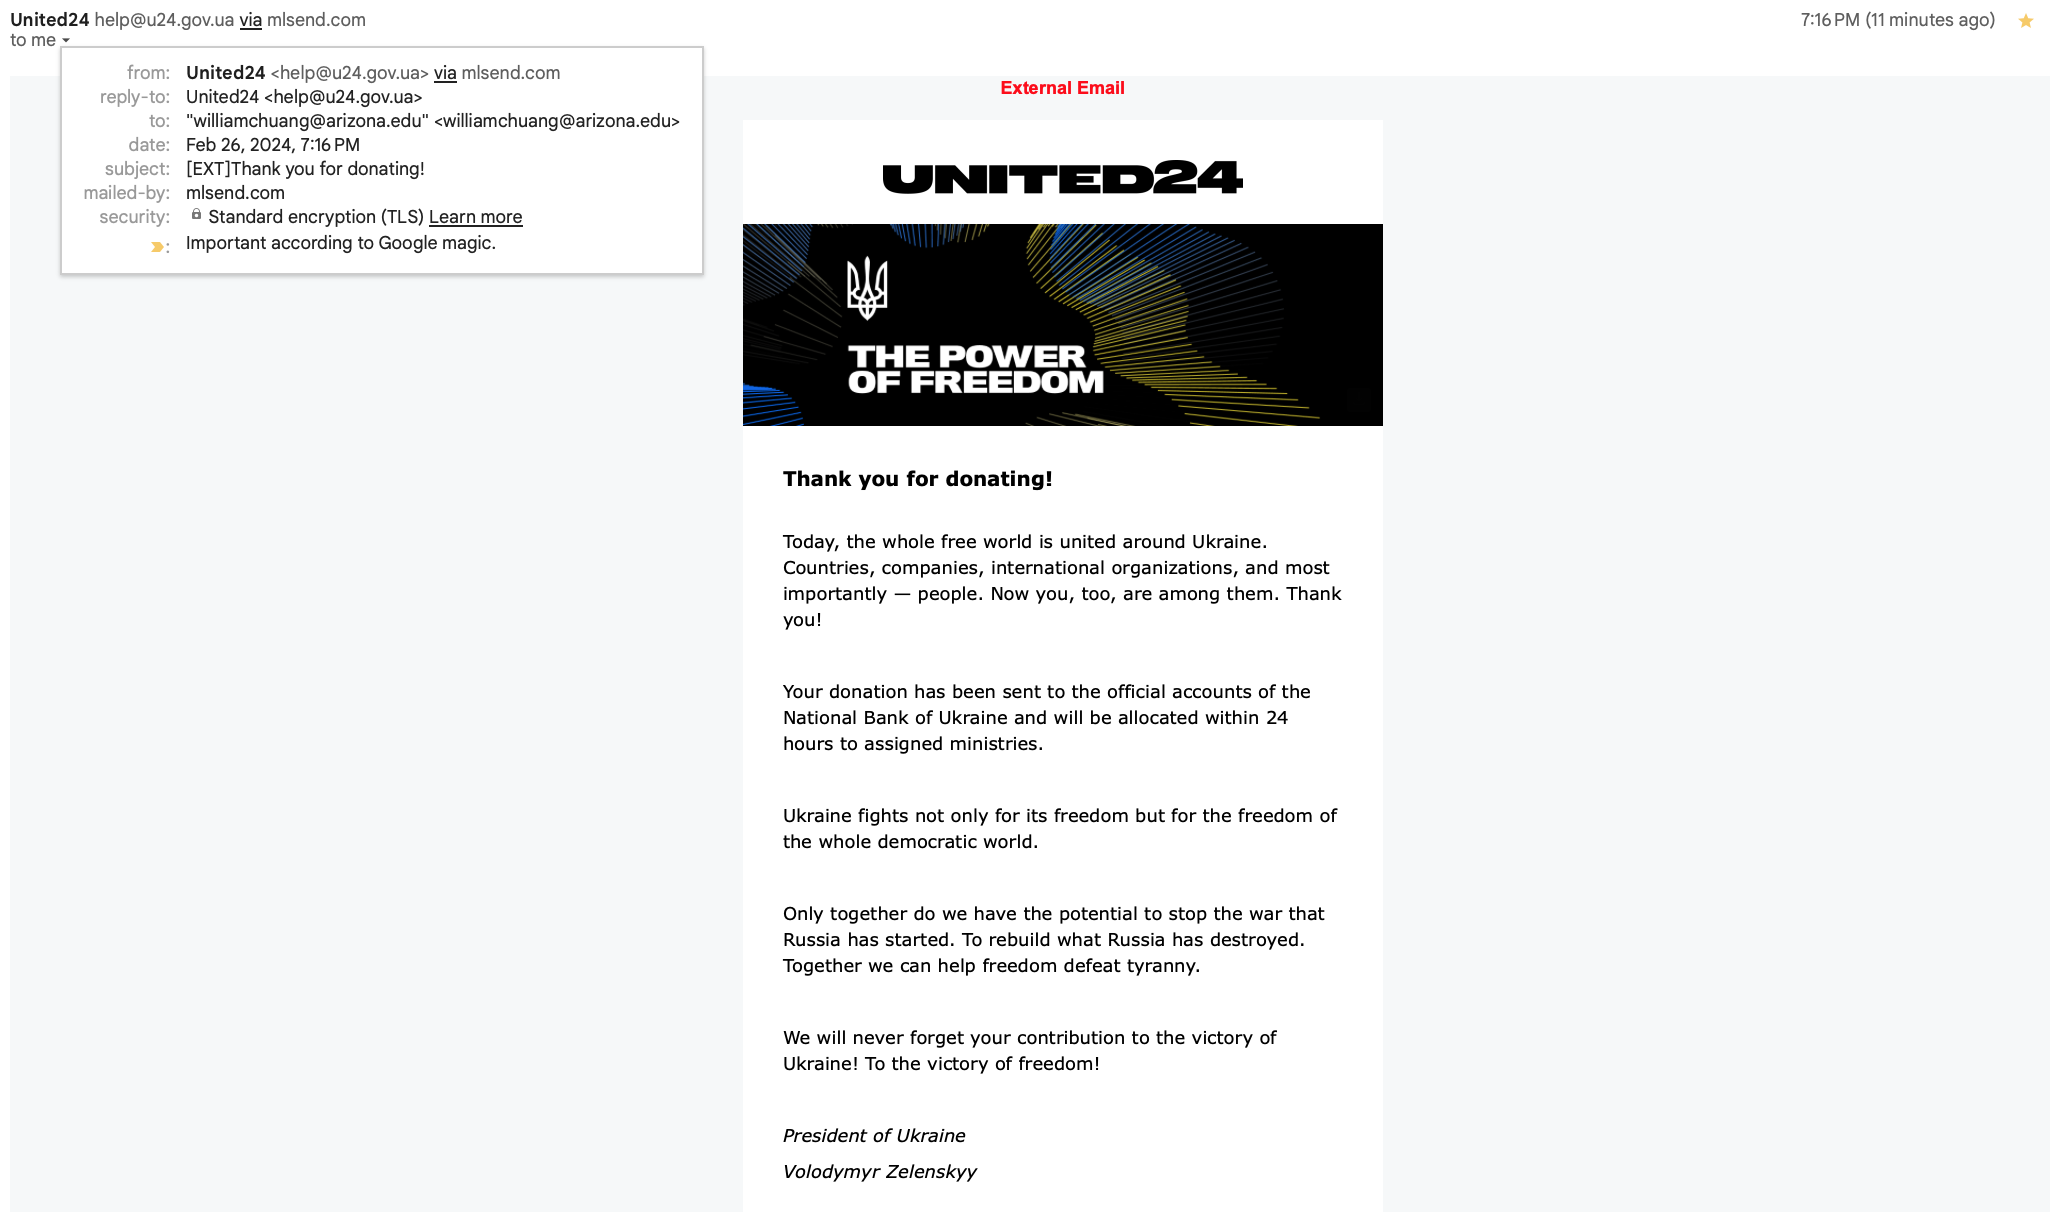 United24 help@u24.gov.ua via mlsend.com
7:16 PM (11 minutes ago)
to me
from: United24 <help@u24.gov.ua> via mlsend.com
reply-to: United24 <help@u24.gov.ua>
to: "williamchuang@arizona.edu" <williamchuang@arizona.edu>
date: Feb 26, 2024, 7:16 PM
subject: [EXT]Thank you for donating!
mailed-by: mlsend.com
security: Standard encryption (TLS) Learn more
: Important according to Google magic.
External Email
UNITED24
THE POWER
OF FREEDOM
Thank you for donating!
Today, the whole free world is united around Ukraine.
Countries, companies, international organizations, and most
importantly — people. Now you, too, are among them. Thank
you!
Your donation has been sent to the official accounts of the
National Bank of Ukraine and will be allocated within 24
hours to assigned ministries.
Ukraine fights not only for its freedom but for the freedom of
the whole democratic world.
Only together do we have the potential to stop the war that
Russia has started. To rebuild what Russia has destroyed.
Together we can help freedom defeat tyranny.
We will never forget your contribution to the victory of
Ukraine! To the victory of freedom!
President of Ukraine
Volodymyr Zelenskyy